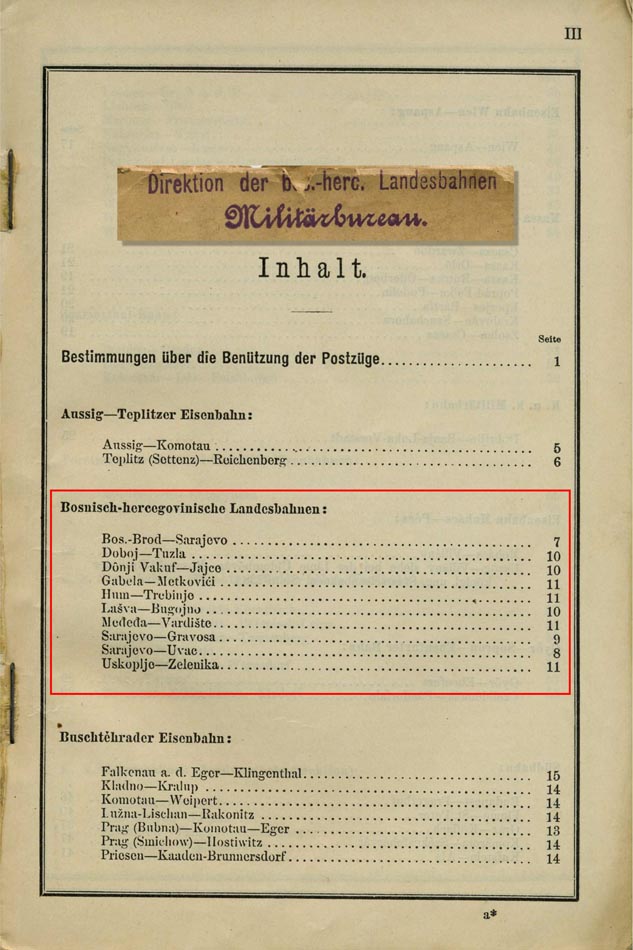 III
Direktion der bos.-herc. Landesbahnen
Militärbureau.
Inhalt.
Seite
Bestimmungen über die Benützung der Postzüge 1
Aussig—Teplitzer Eisenbahn:
Aussig—Komotau 5
Teplitz (Settenz)—Reichenberg 6
Bosnisch-hercegovinische Landesbahnen:
Bos.-Brod—Sarajevo 7
Doboj—Tuzla 10
Dônji Vakuf—Jajce 10
Gabela—Metkovići 11
Hum—Trebinje 11
Lašva—Bugojno 10
Međeđa—Vardište 11
Sarajevo—Gravosa 9
Sarajevo—Uvac 8
Uskoplje—Zelenika 11
Buschtěhrader Eisenbahn:
Falkenau a. d. Eger—Klingenthal 15
Kladno—Kralup 14
Komotau—Weipert 14
Lužna-Lischan—Rakonitz 14
Prag (Bubna)—Komotau—Eger 13
Prag (Smichow)—Hostiwitz 14
Priesen—Kaaden-Brunnersdorf 14
a*